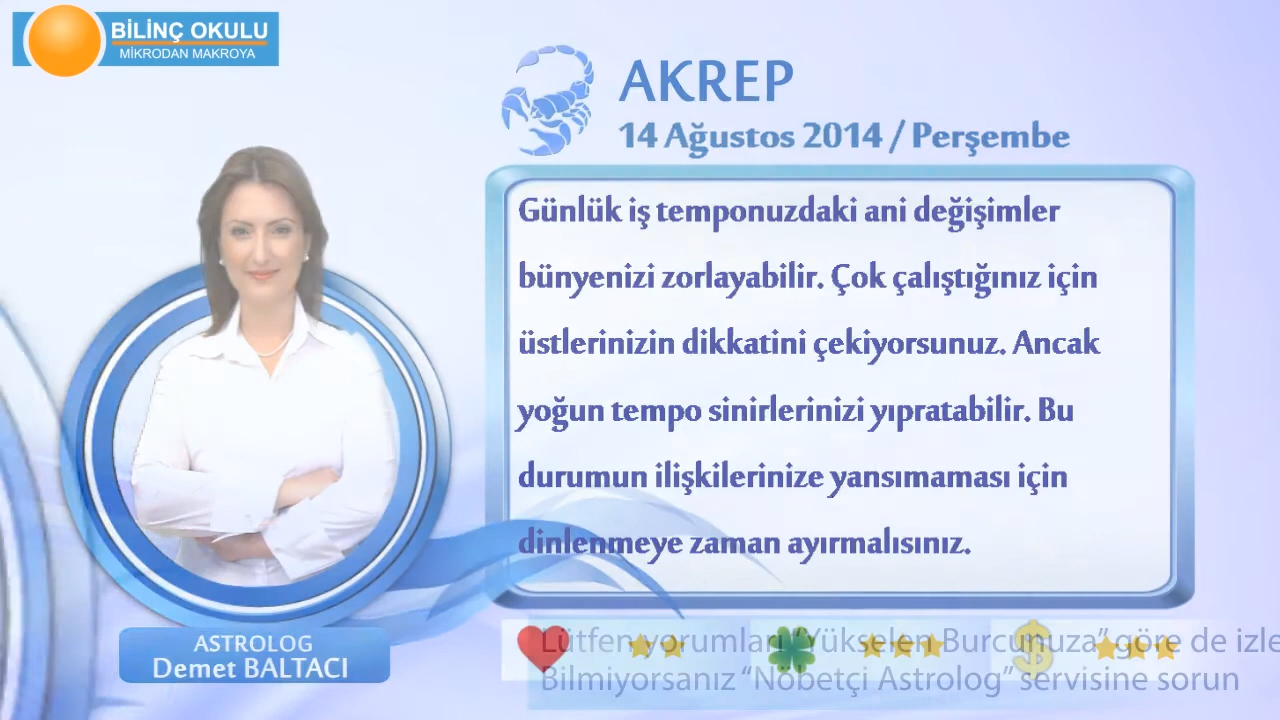 BİLİNÇ OKULU
MİKRODAN MAKROYA
AKREP
14 Ağustos 2014 / Perşembe
Günlük iş temponuzdaki ani değişimler
bünyenizi zorlayabilir. Çok çalıştığınız için
üstlerinizin dikkatini çekiyorsunuz. Ancak
yoğun tempo sinirlerinizi yıpratabilir. Bu
durumun ilişkilerinize yansımaması için
dinlenmeye zaman ayırmalısınız.
ASTROLOG
Demet BALTACI
Lütfen yorumları "Yükselen Burcunuza" göre de izle
Bilmiyorsanız "Nöbetçi Astrolog" servisine sorun